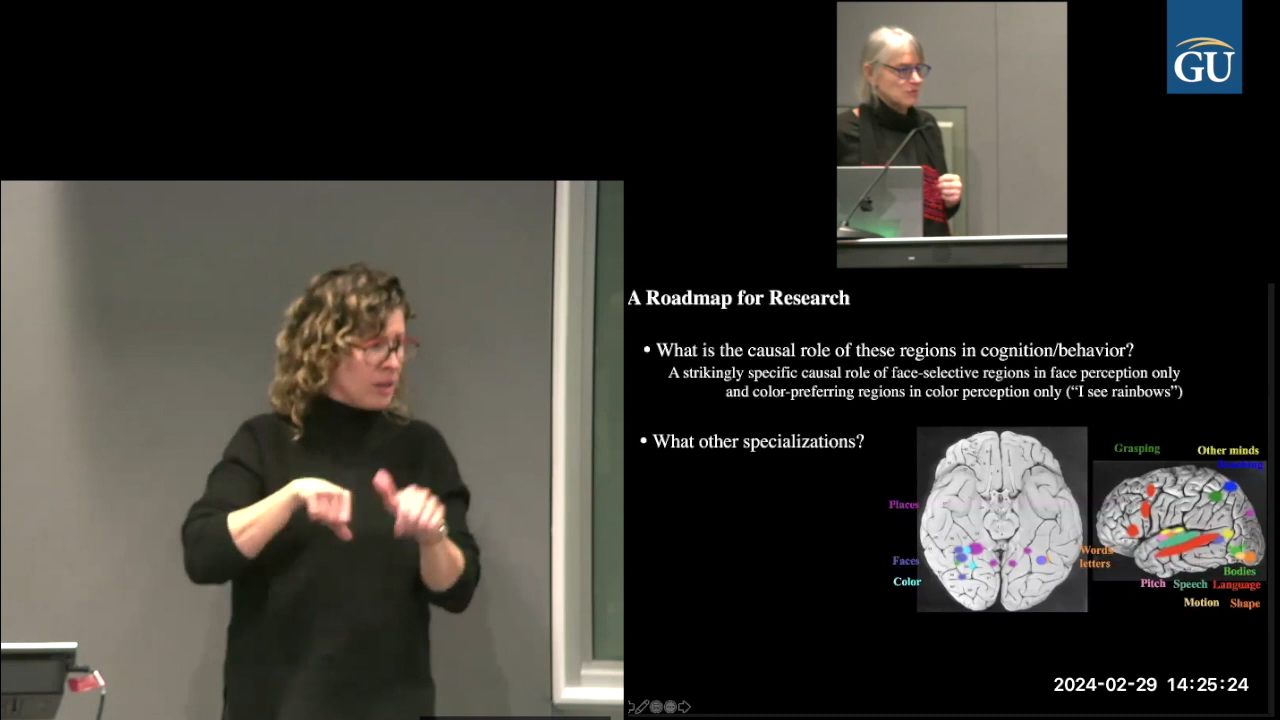 GU
A Roadmap for Research
• What is the causal role of these regions in cognition/behavior?
A strikingly specific causal role of face-selective regions in face perception only
and color-preferring regions in color perception only (“I see rainbows”)
• What other specializations?
Grasping
Other minds
Places
Faces
Color
Words
letters
Bodies
Pitch Speech Language
Motion Shape
2024-02-29 14:25:24